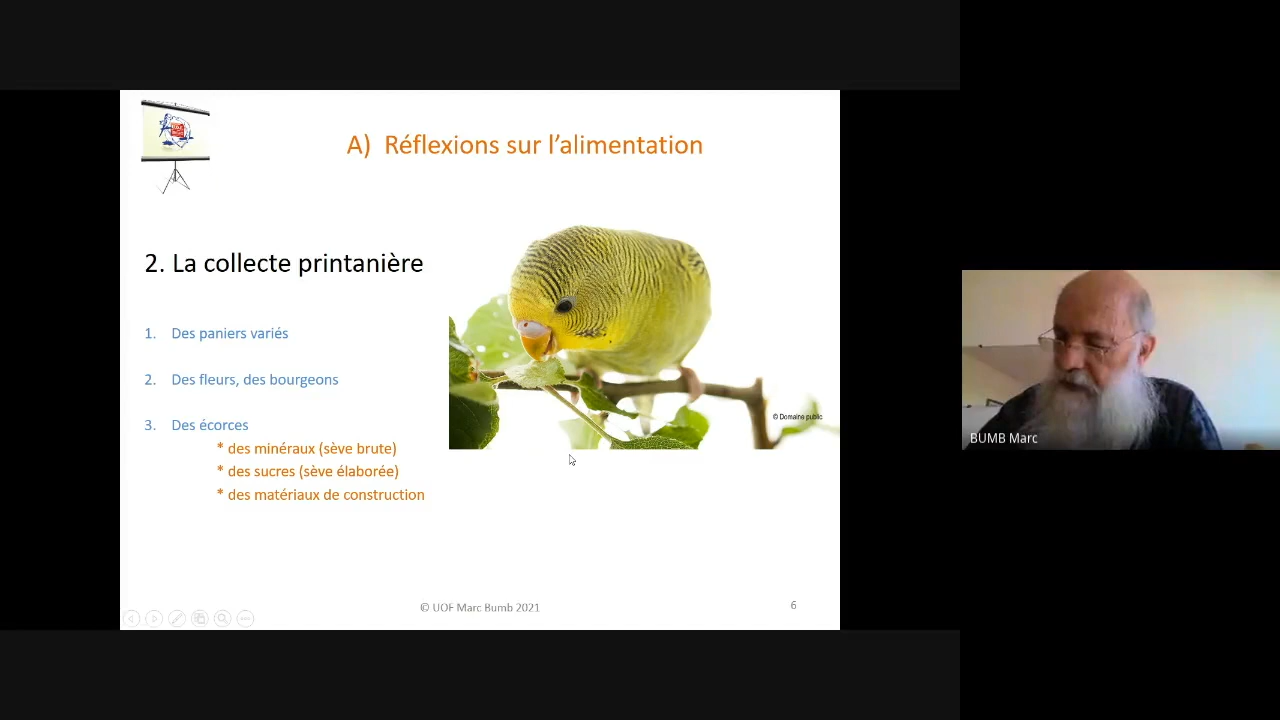 A) Réflexions sur l’alimentation
2. La collecte printanière
1. Des paniers variés
2. Des fleurs, des bourgeons
3. Des écorces
* des minéraux (sève brute)
* des sucres (sève élaborée)
* des matériaux de construction
© Domaine public
© UOF Marc Bumb 2021
6
BUMB Marc